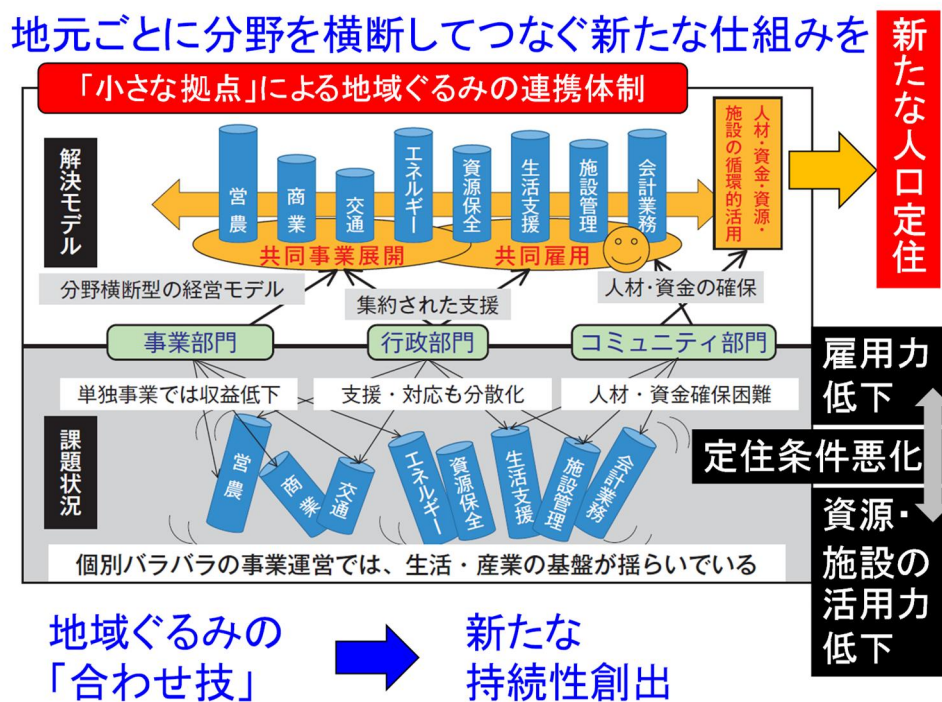 地元ごとに分野を横断してつなぐ新たな仕組みを
新たな人口定住
「小さな拠点」による地域ぐるみの連携体制
解決モデル
営農
商業
交通
エネルギー
資源保全
生活支援
施設管理
会計業務
人材・資金・資源・
施設の循環的活用
共同事業展開
共同雇用
分野横断型の経営モデル
集約された支援
人材・資金の確保
事業部門
行政部門
コミュニティ部門
単独事業では収益低下
支援・対応も分散化
人材・資金確保困難
課題状況
営農
商業
交通
エネルギー
資源保全
生活支援
施設管理
会計業務
個別バラバラの事業運営では、生活・産業の基盤が揺らいでいる
雇用力
低下
定住条件悪化
資源・
施設の
活用力
低下
地域ぐるみの
「合わせ技」
新たな
持続性創出